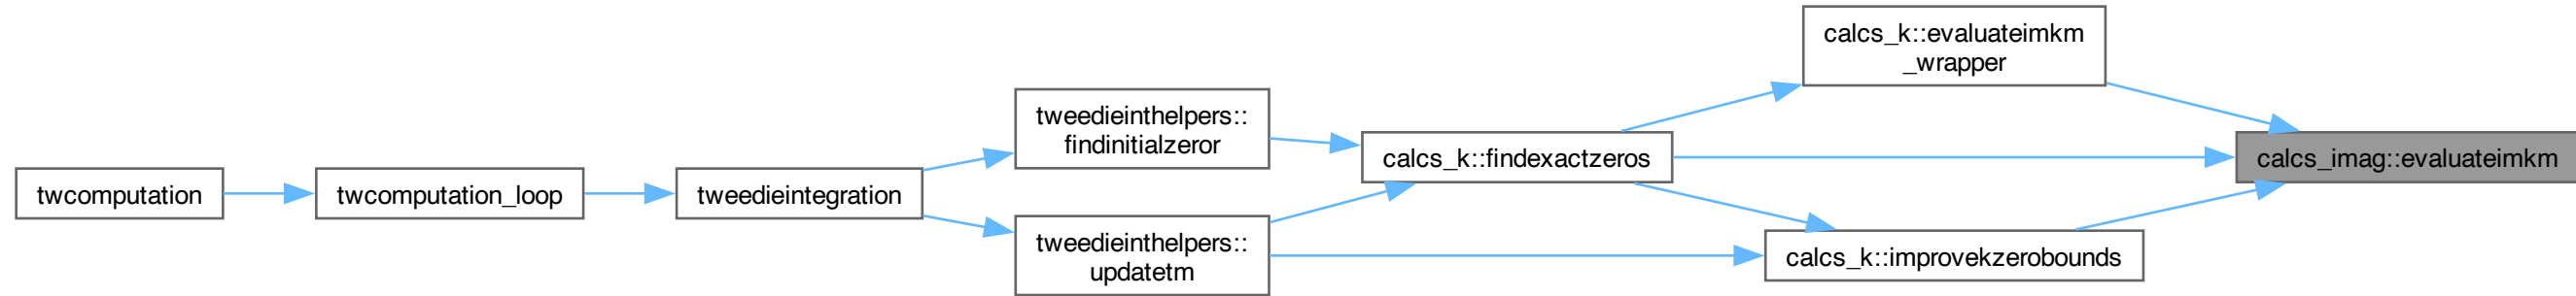 twcomputation
twcomputation_loop
tweedieintegration
tweedieinthelpers::
findinitialzeror
tweedieinthelpers::
updatetm
calcs_k::findexactzeros
calcs_k::evaluateimkm
_wrapper
calcs_k::improvekzerobounds
calcs_imag::evaluateimkm